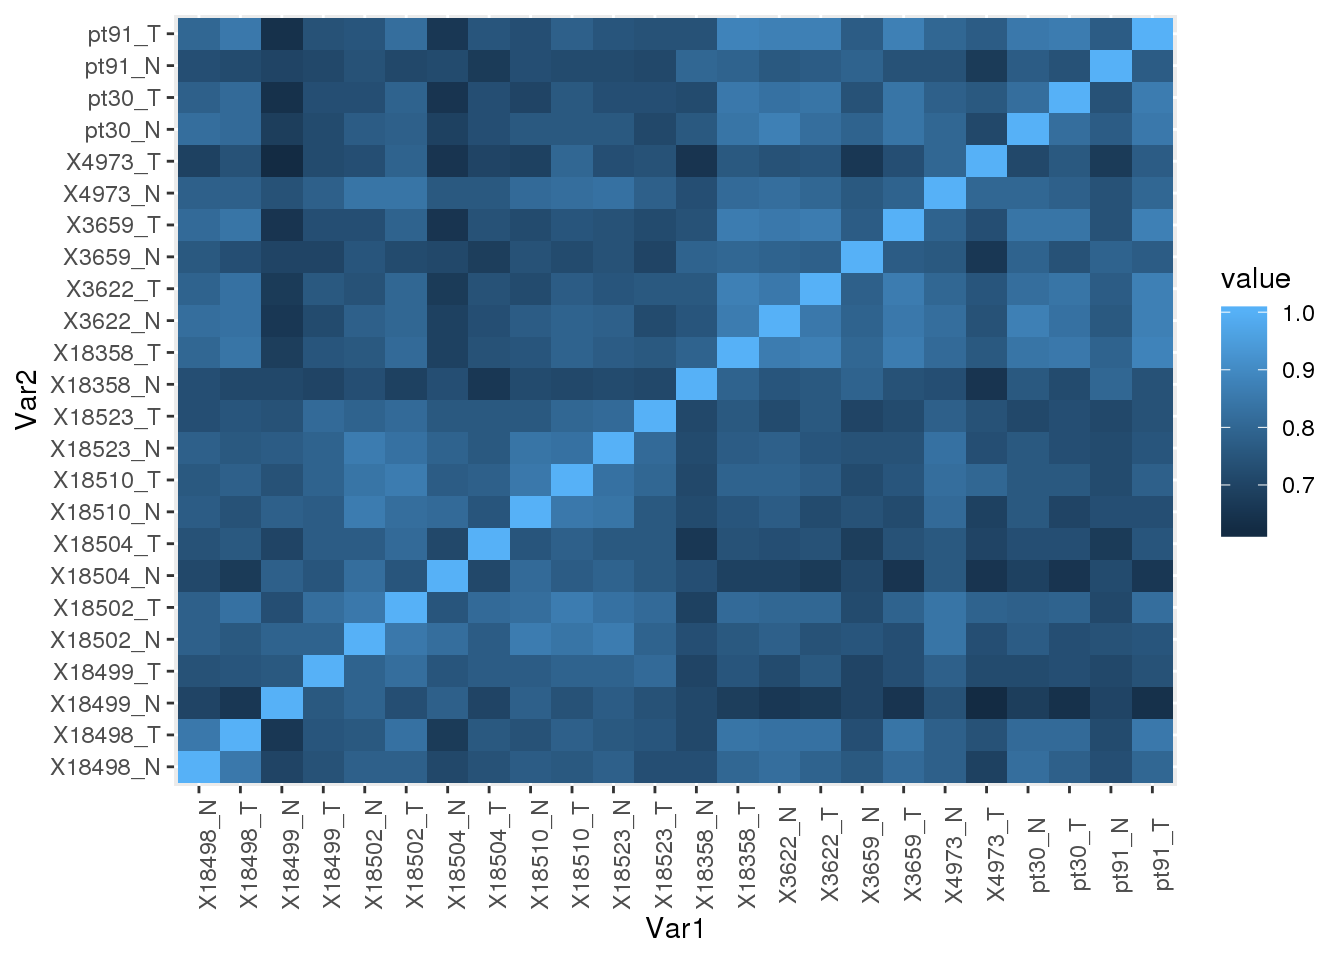 pt91_T
pt91_N
pt30_T
pt30_N
X4973_T
X4973_N
X3659_T
X3659_N
X3622_T
X3622_N
X18358_T
X18358_N
X18523_T
X18523_N
X18510_T
X18510_N
X18504_T
X18504_N
X18502_T
X18502_N
X18499_T
X18499_N
X18498_T
X18498_N
Var2
X18498_N
X18498_T
X18499_N
X18499_T
X18502_N
X18502_T
X18504_N
X18504_T
X18510_N
X18510_T
X18523_N
X18523_T
X18358_N
X18358_T
X3622_N
X3622_T
X3659_N
X3659_T
X4973_N
X4973_T
pt30_N
pt30_T
pt91_N
pt91_T
Var1
value
1.0
0.9
0.8
0.7